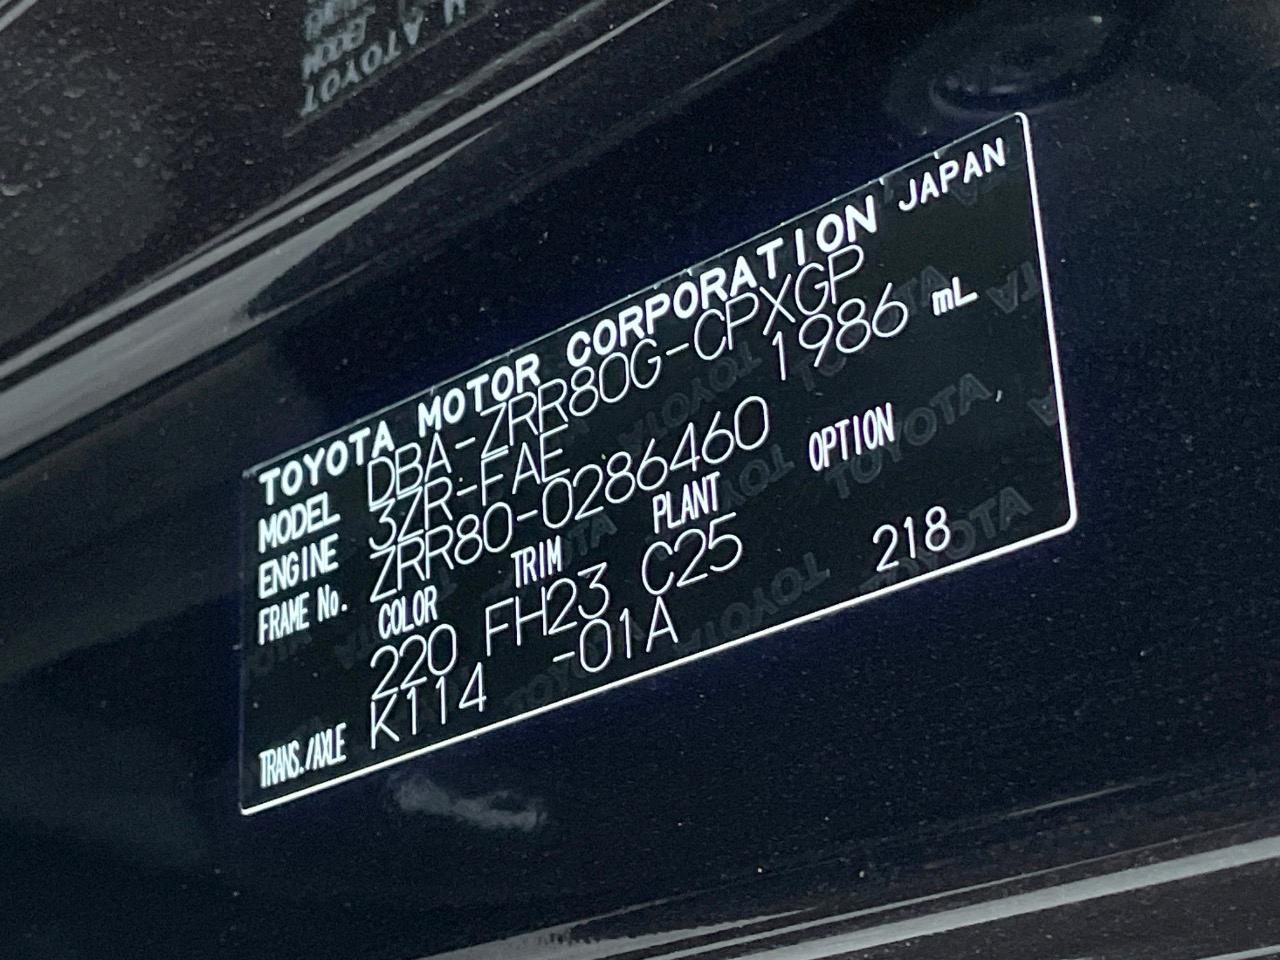 TOYOTA MOTOR CORPORATION JAPAN
MODEL DBA-ZRR80G-CPXGP
ENGINE 3ZR-FAE 1986 mL
FRAME No. ZRR80-0286460
COLOR TRIM PLANT OPTION
220 FH23 C25 218
TRANS./AXLE K114 -01A